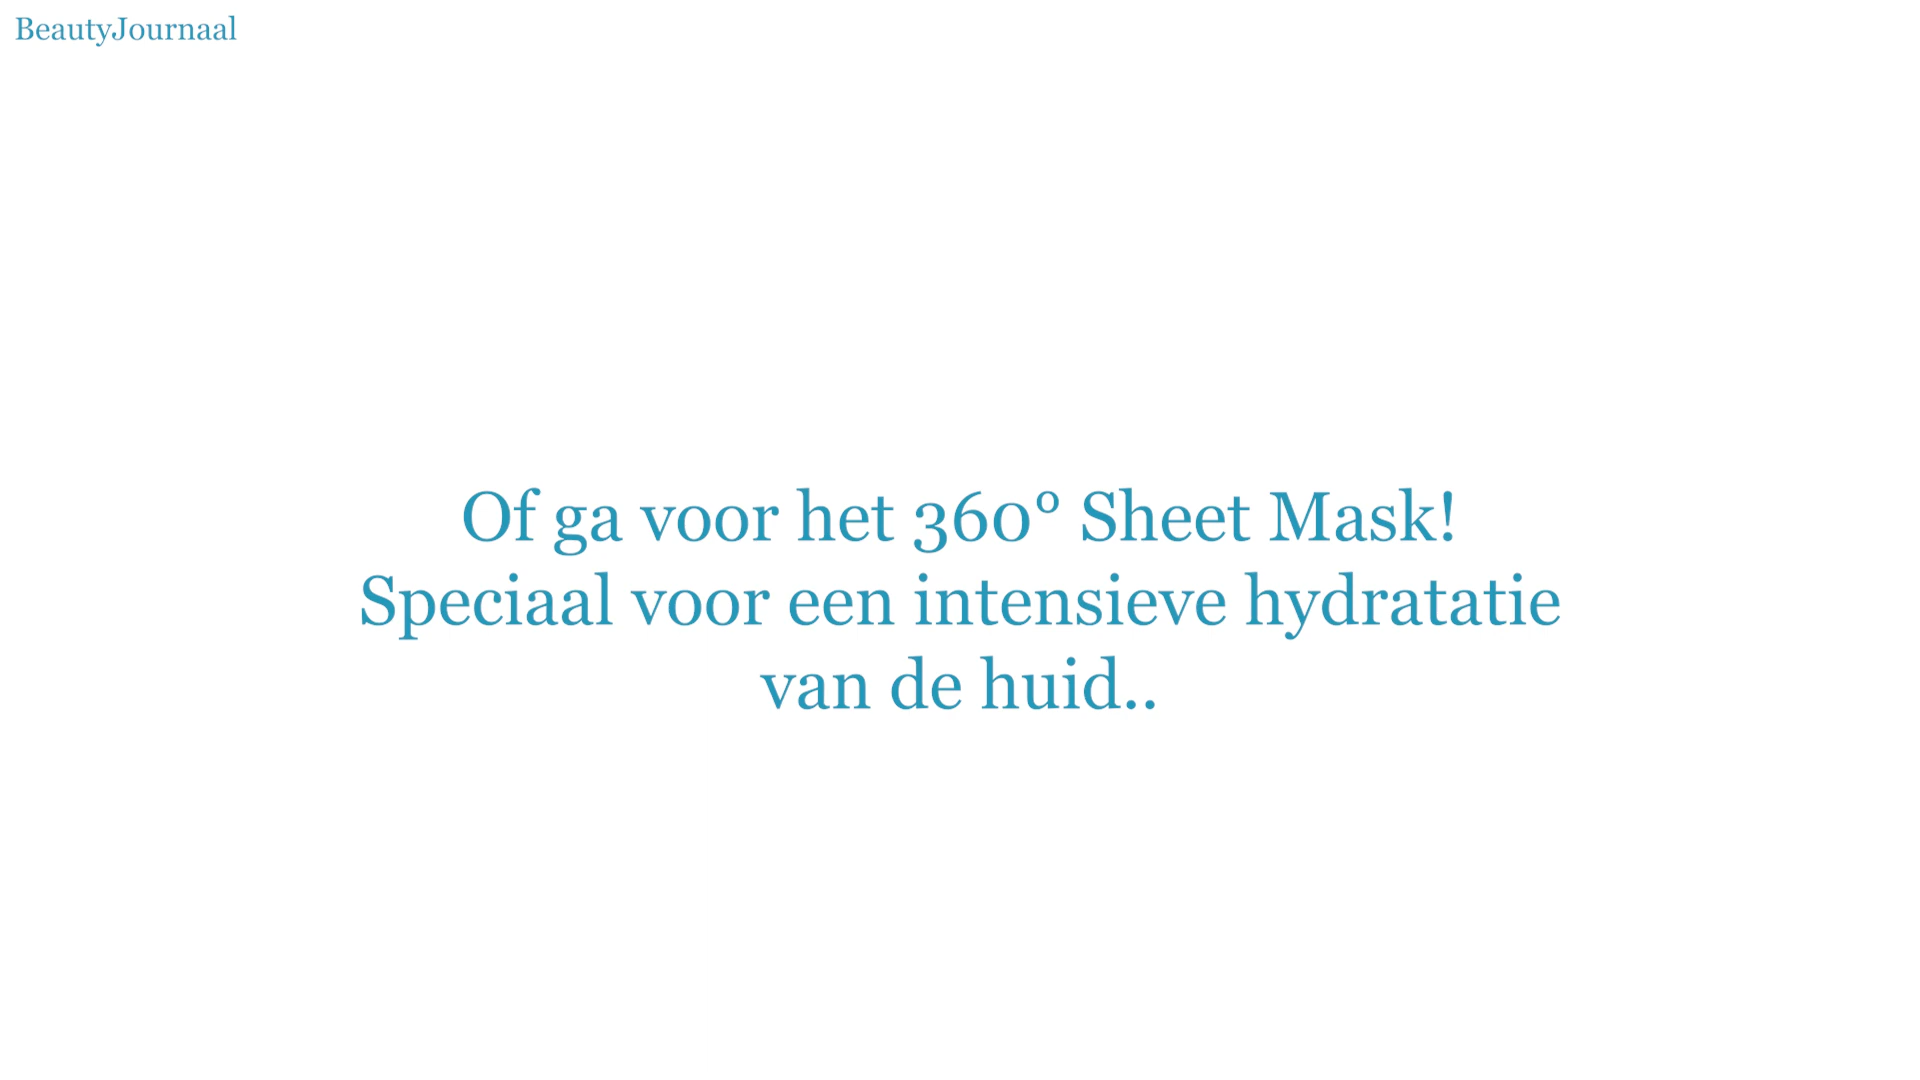 BeautyJournaal
Of ga voor het 360° Sheet Mask!
Speciaal voor een intensieve hydratatie
van de huid..